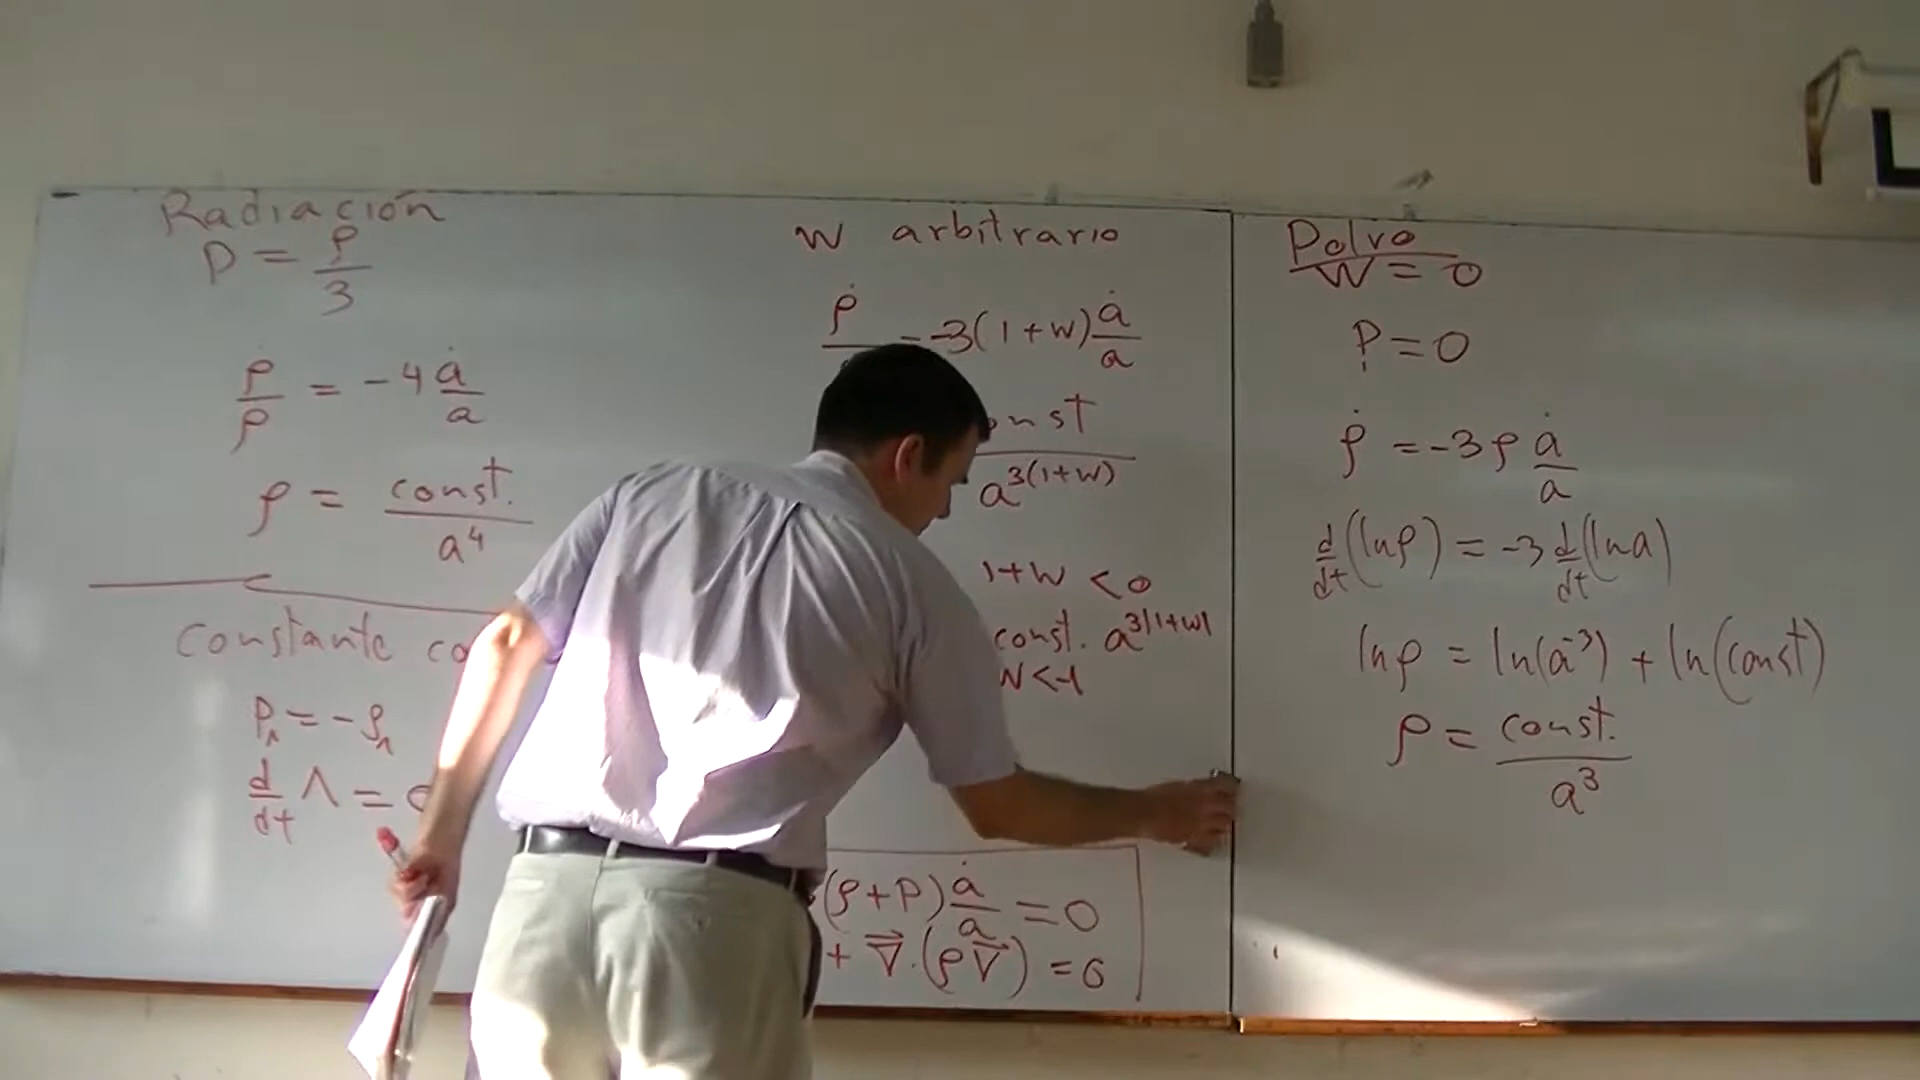 Radiación
P = ρ/3
ρ̇/ρ = -4 ȧ/a
ρ = const./a⁴
Constante
P_Λ = -ρ_Λ
d/dt Λ =
w arbitrario
ρ̇ = -3(1+w) ȧ/a
onst
a^3(1+w)
1+w < 0
const. a^3|1+w|
w < -1
(ρ+P) ȧ/a = 0
+ ∇⃗·(ρv⃗) = 0
Polvo
w = 0
P = 0
ρ̇ = -3ρ ȧ/a
d/dt (lnρ) = -3 d/dt (lna)
lnρ = ln(a⁻³) + ln(const)
ρ = const./a³